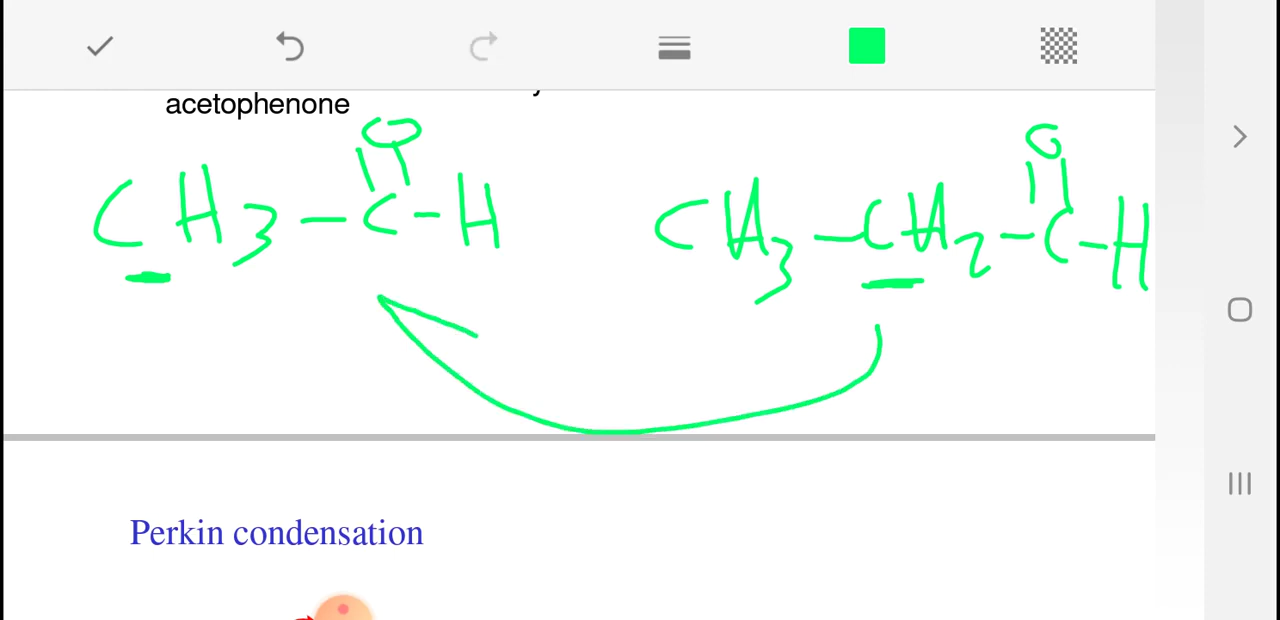 acetophenone
O O
CH3-C-H CH3-CH2-C-H
Perkin condensation